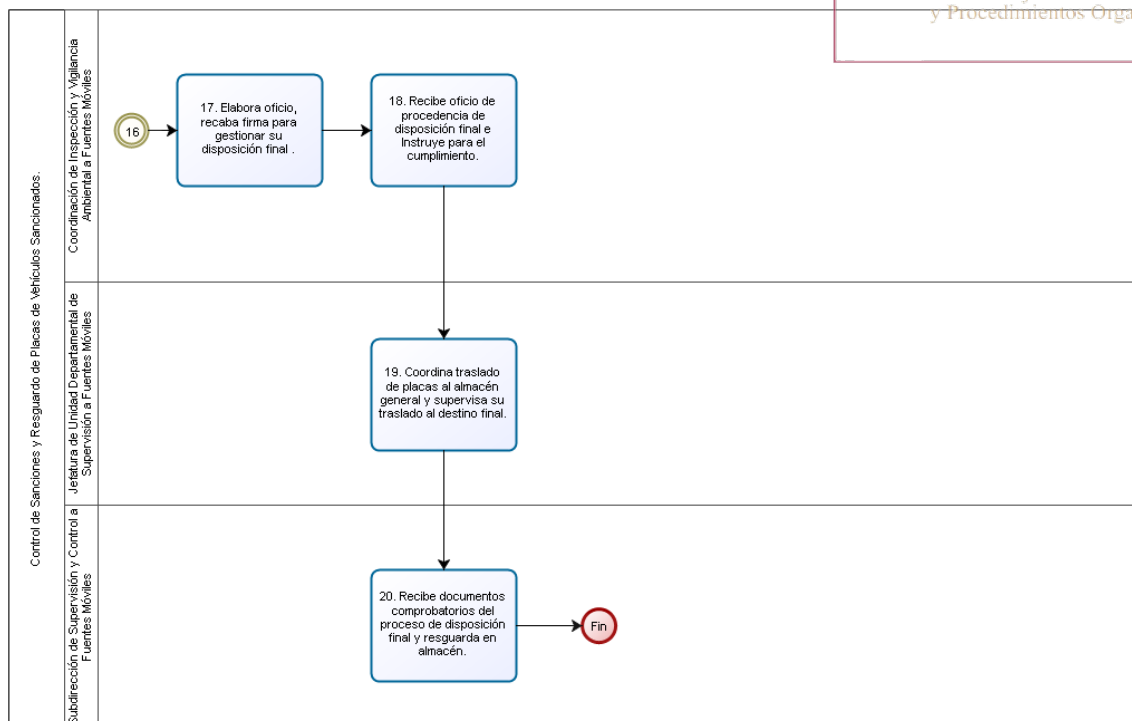 y Procedimientos Orga
Control de Sanciones y Resguardo de Placas de Vehículos Sancionados.
Coordinación de Inspección y Vigilancia
Ambiental a Fuentes Móviles
16
17. Elabora oficio,
recaba firma para
gestionar su
disposición final .
18. Recibe oficio de
procedencia de
disposición final e
Instruye para el
cumplimiento.
Jefatura de Unidad Departamental de
Supervisión a Fuentes Móviles
19. Coordina traslado
de placas al almacén
general y supervisa su
traslado al destino final.
Subdirección de Supervisión y Control a
Fuentes Móviles
20. Recibe documentos
comprobatorios del
proceso de disposición
final y resguarda en
almacén.
Fin